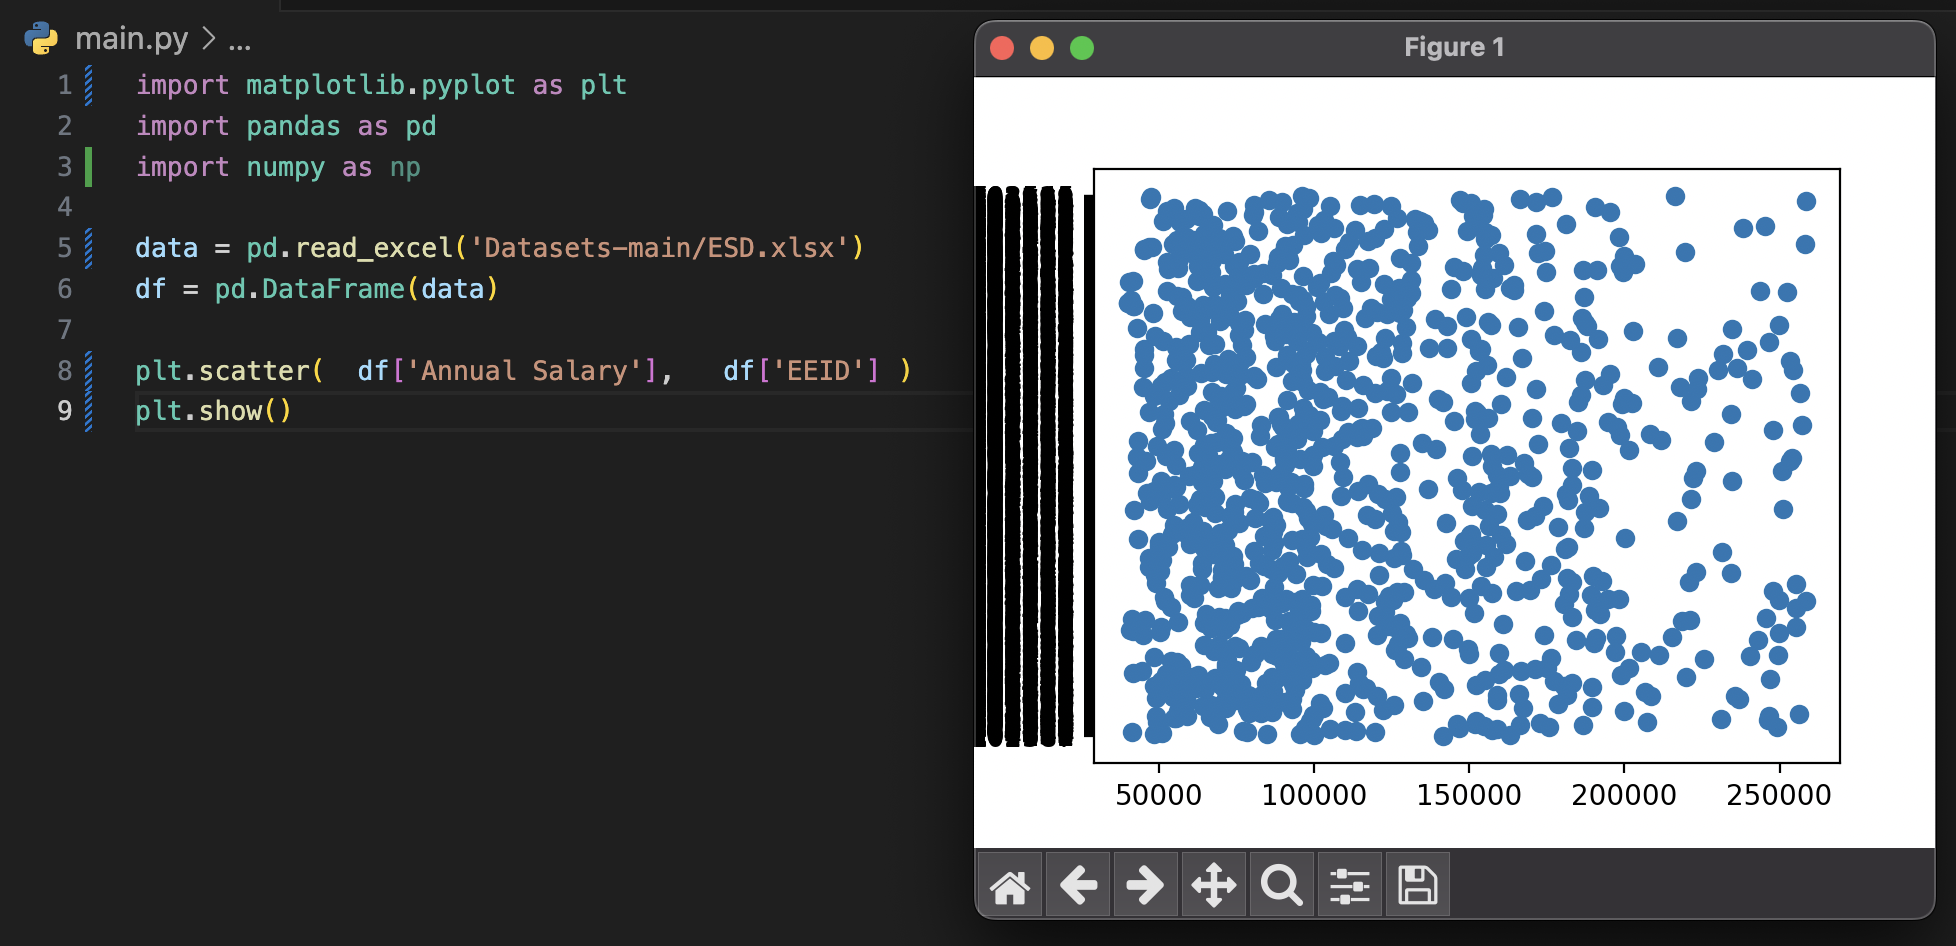 main.py > ...
1 import matplotlib.pyplot as plt
2 import pandas as pd
3 import numpy as np
4
5 data = pd.read_excel('Datasets-main/ESD.xlsx')
6 df = pd.DataFrame(data)
7
8 plt.scatter(  df['Annual Salary'],   df['EEID'] )
9 plt.show()
Figure 1
50000 100000 150000 200000 250000